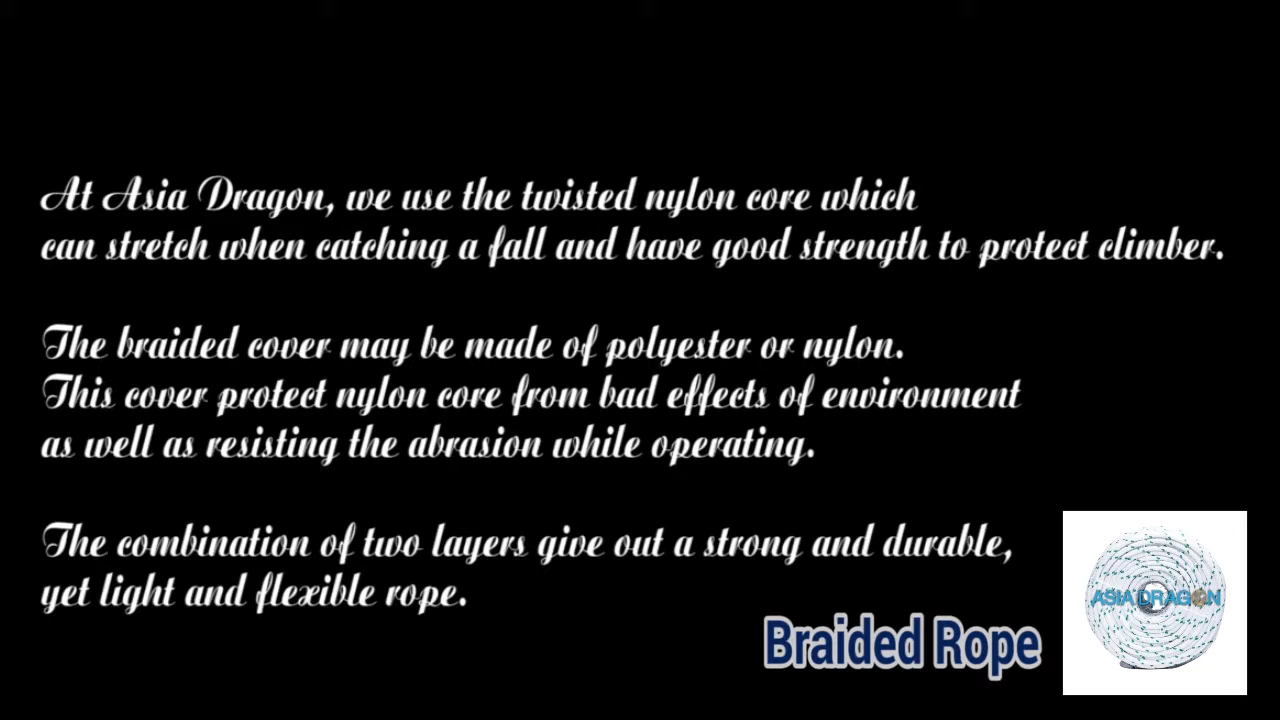 At Asia Dragon, we use the twisted nylon core which
can stretch when catching a fall and have good strength to protect climber.
The braided cover may be made of polyester or nylon.
This cover protect nylon core from bad effects of environment
as well as resisting the abrasion while operating.
The combination of two layers give out a strong and durable,
yet light and flexible rope.
Braided Rope
ASIA DRAGON